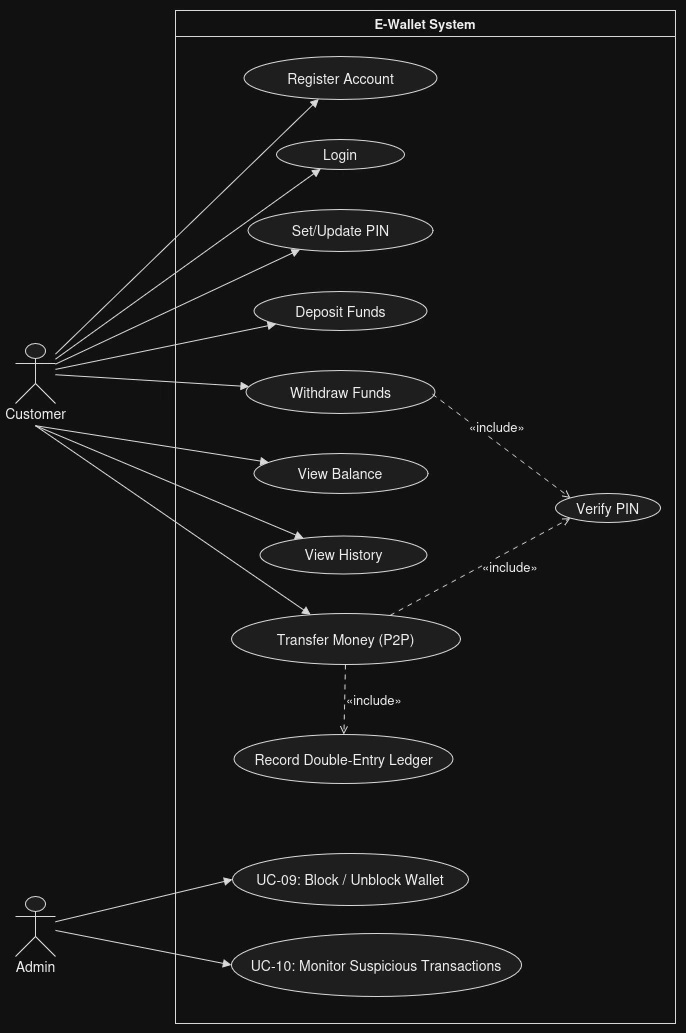 E-Wallet System
Register Account
Login
Set/Update PIN
Deposit Funds
Customer
Withdraw Funds
«include»
View Balance
Verify PIN
View History
«include»
Transfer Money (P2P)
«include»
Record Double-Entry Ledger
UC-09: Block / Unblock Wallet
Admin
UC-10: Monitor Suspicious Transactions